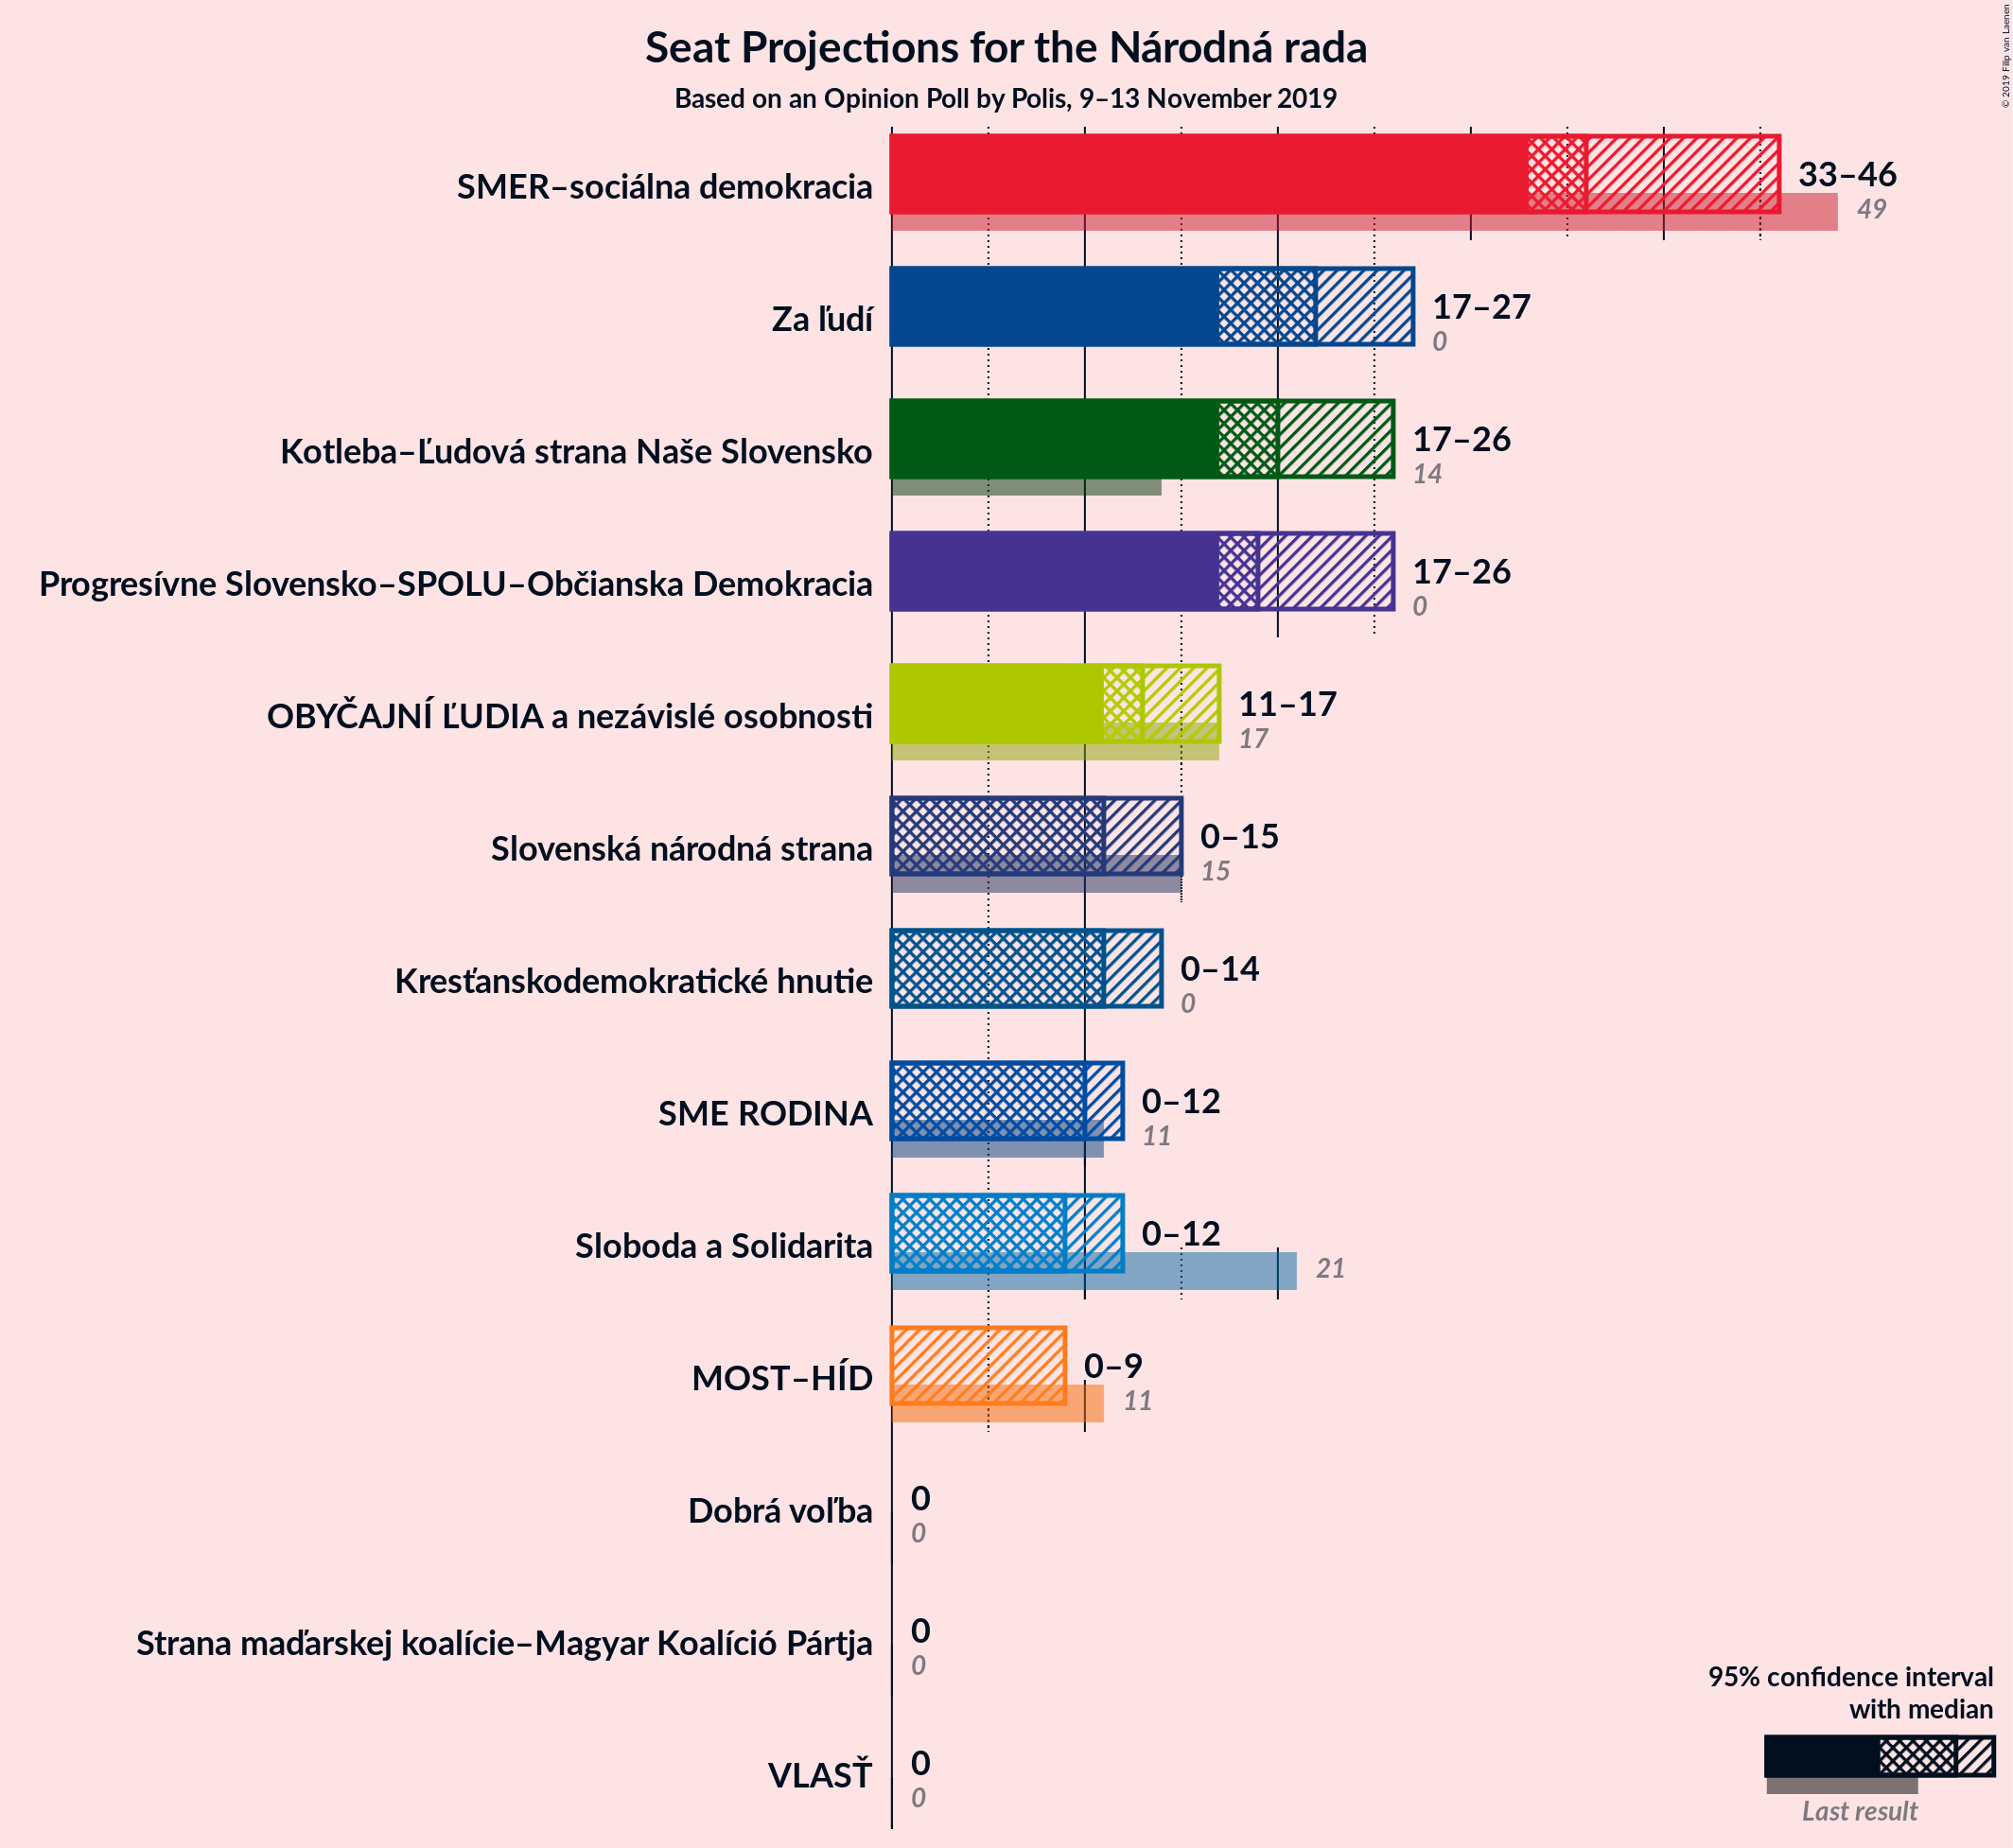 Seat Projections for the Národná rada
Based on an Opinion Poll by Polis, 9–13 November 2019
© 2019 Filip van Laenen
SMER–sociálna demokracia
33–46
49
Za ľudí
17–27
0
Kotleba–Ľudová strana Naše Slovensko
17–26
14
Progresívne Slovensko–SPOLU–Občianska Demokracia
17–26
0
OBYČAJNÍ ĽUDIA a nezávislé osobnosti
11–17
17
Slovenská národná strana
0–15
15
Kresťanskodemokratické hnutie
0–14
0
SME RODINA
0–12
11
Sloboda a Solidarita
0–12
21
MOST–HÍD
0–9
11
Dobrá voľba
0
0
Strana maďarskej koalície–Magyar Koalíció Pártja
0
0
VLASŤ
0
0
95% confidence interval
with median
Last result